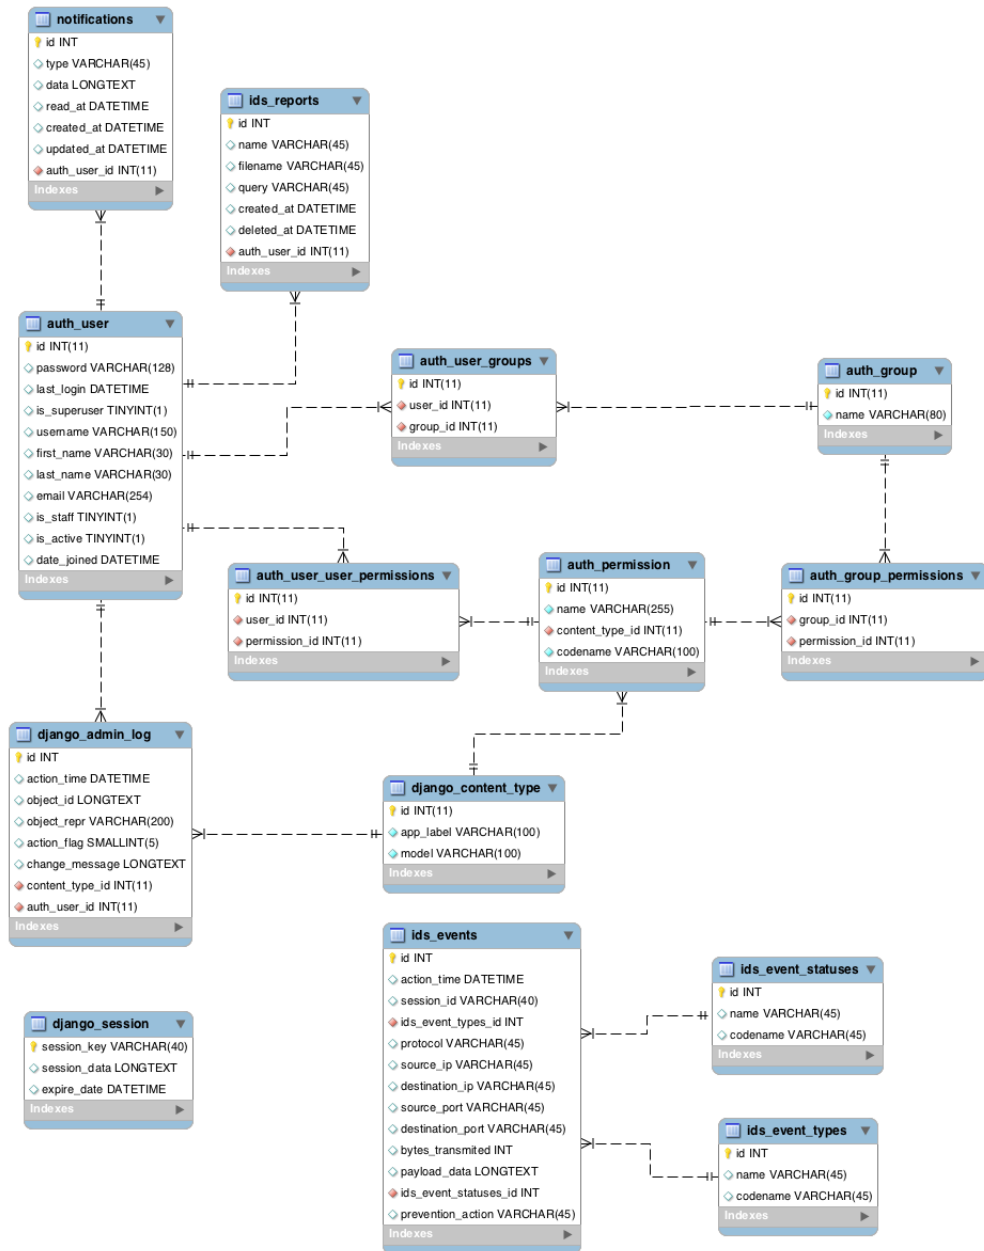 notifications
id INT
type VARCHAR(45)
data LONGTEXT
read_at DATETIME
created_at DATETIME
updated_at DATETIME
auth_user_id INT(11)
Indexes
ids_reports
id INT
name VARCHAR(45)
filename VARCHAR(45)
query VARCHAR(45)
created_at DATETIME
deleted_at DATETIME
auth_user_id INT(11)
Indexes
auth_user
id INT(11)
password VARCHAR(128)
last_login DATETIME
is_superuser TINYINT(1)
username VARCHAR(150)
first_name VARCHAR(30)
last_name VARCHAR(30)
email VARCHAR(254)
is_staff TINYINT(1)
is_active TINYINT(1)
date_joined DATETIME
Indexes
auth_user_groups
id INT(11)
user_id INT(11)
group_id INT(11)
Indexes
auth_group
id INT(11)
name VARCHAR(80)
Indexes
auth_user_user_permissions
id INT(11)
user_id INT(11)
permission_id INT(11)
Indexes
auth_permission
id INT(11)
name VARCHAR(255)
content_type_id INT(11)
codename VARCHAR(100)
Indexes
auth_group_permissions
id INT(11)
group_id INT(11)
permission_id INT(11)
Indexes
django_admin_log
id INT
action_time DATETIME
object_id LONGTEXT
object_repr VARCHAR(200)
action_flag SMALLINT(5)
change_message LONGTEXT
content_type_id INT(11)
auth_user_id INT(11)
Indexes
django_content_type
id INT(11)
app_label VARCHAR(100)
model VARCHAR(100)
Indexes
ids_events
id INT
action_time DATETIME
session_id VARCHAR(40)
ids_event_types_id INT
protocol VARCHAR(45)
source_ip VARCHAR(45)
destination_ip VARCHAR(45)
source_port VARCHAR(45)
destination_port VARCHAR(45)
bytes_transmited INT
payload_data LONGTEXT
ids_event_statuses_id INT
prevention_action VARCHAR(45)
Indexes
ids_event_statuses
id INT
name VARCHAR(45)
codename VARCHAR(45)
Indexes
django_session
session_key VARCHAR(40)
session_data LONGTEXT
expire_date DATETIME
Indexes
ids_event_types
id INT
name VARCHAR(45)
codename VARCHAR(45)
Indexes